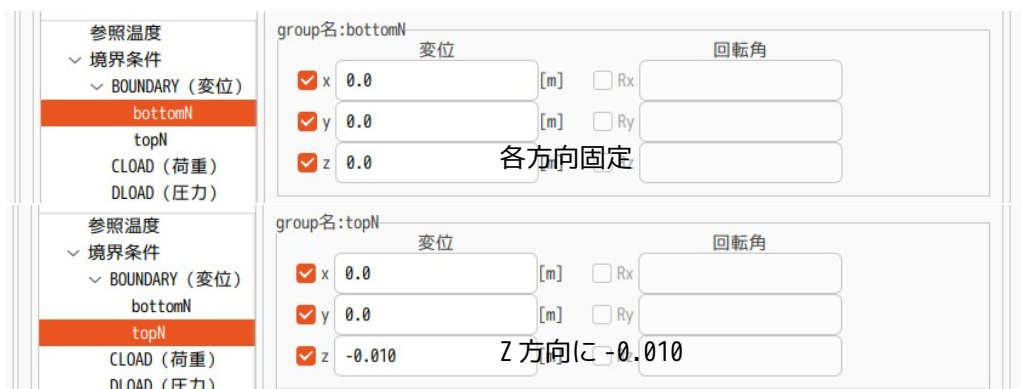 参照温度
境界条件
BOUNDARY (変位)
bottomN
topN
CLOAD (荷重)
DLOAD (圧力)
group名:bottomN
変位 回転角
x 0.0 [m] Rx
y 0.0 [m] Ry
z 0.0 [m] Rz
各方向固定
参照温度
境界条件
BOUNDARY (変位)
bottomN
topN
CLOAD (荷重)
DLOAD (圧力)
group名:topN
変位 回転角
x 0.0 [m] Rx
y 0.0 [m] Ry
z -0.010 [m] Rz
Z方向に -0.010